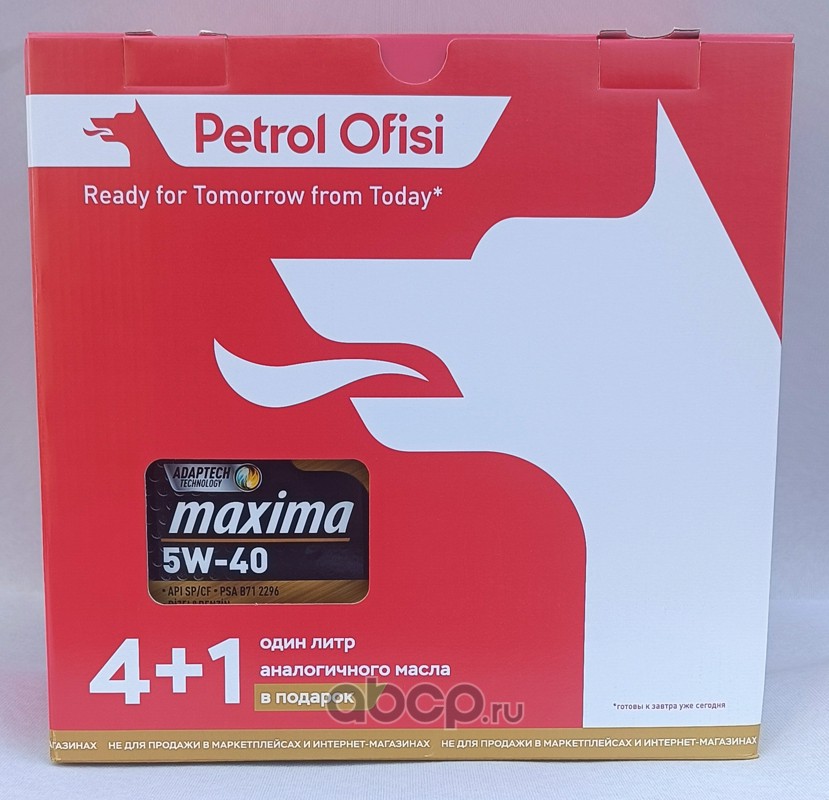 Petrol Ofisi
Ready for Tomorrow from Today*
ADAPTECH
TECHNOLOGY
maxima
5W-40
• API SP/CF • PSA B71 2296
4+1
один литр
аналогичного масла
в подарок
abcp.ru
*готовы к завтра уже сегодня
АГАЗИНАХ НЕ ДЛЯ ПРОДАЖИ В МАРКЕТПЛЕЙСАХ И ИНТЕРНЕТ-МАГАЗИНАХ НЕ ДЛЯ ПРОДАЖИ В МАРКЕТПЛЕЙСАХ И ИНТЕРНЕТ-МАГАЗИНАХ